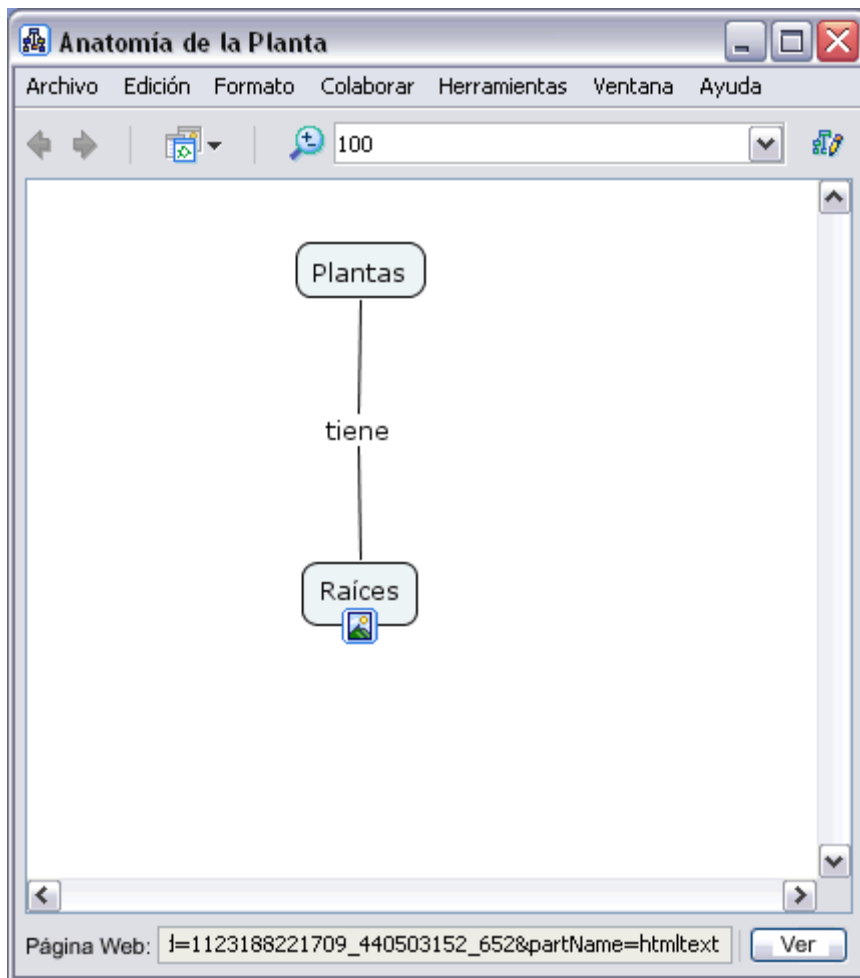 Anatomía de la Planta
Archivo Edición Formato Colaborar Herramientas Ventana Ayuda
100
Plantas
tiene
Raíces
Página Web: d=1123188221709_440503152_652&partName=htmltext Ver